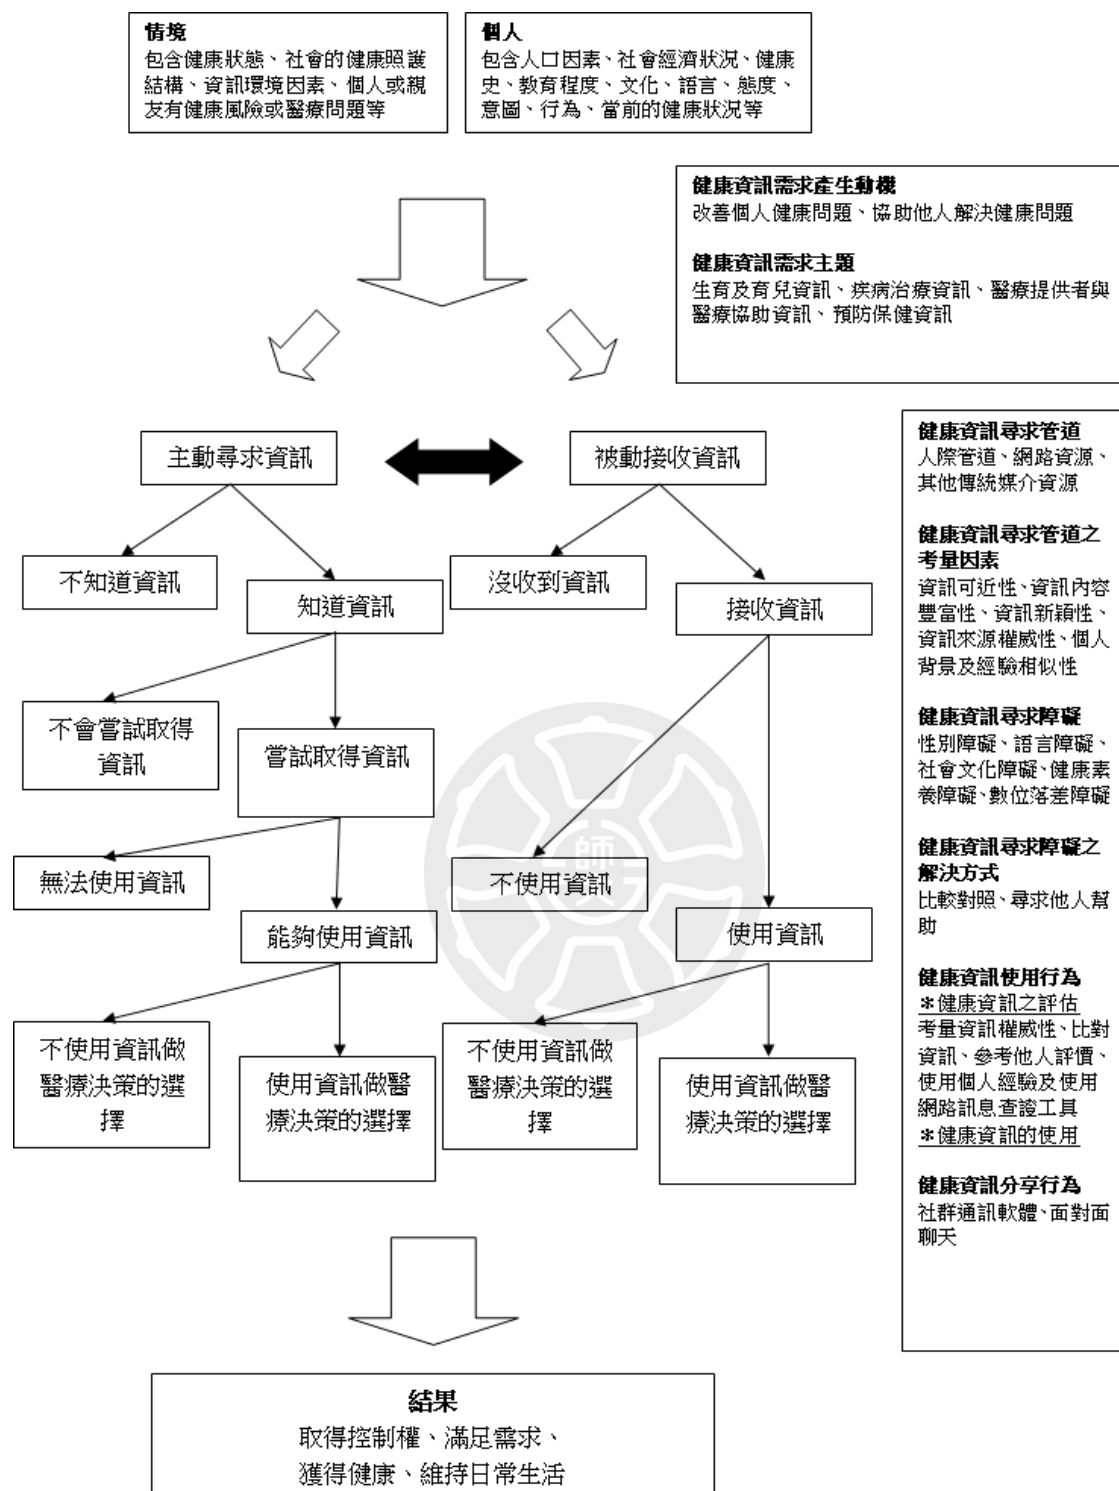 情境
包含健康狀態、社會的健康照護
結構、資訊環境因素、個人或親
友有健康風險或醫療問題等
個人
包含人口因素、社會經濟狀況、健康
史、教育程度、文化、語言、態度、
意圖、行為、當前的健康狀況等
健康資訊需求產生動機
改善個人健康問題、協助他人解決健康問題
健康資訊需求主題
生育及育兒資訊、疾病治療資訊、醫療提供者與
醫療協助資訊、預防保健資訊
主動尋求資訊
被動接收資訊
不知道資訊
知道資訊
沒收到資訊
接收資訊
不會嘗試取得
資訊
嘗試取得資訊
無法使用資訊
能夠使用資訊
不使用資訊
使用資訊
不使用資訊做
醫療決策的選
擇
使用資訊做醫
療決策的選擇
不使用資訊做
醫療決策的選
擇
使用資訊做醫
療決策的選擇
健康資訊尋求管道
人際管道、網路資源、
其他傳統媒介資源
健康資訊尋求管道之
考量因素
資訊可近性、資訊內容
豐富性、資訊新穎性、
資訊來源權威性、個人
背景及經驗相似性
健康資訊尋求障礙
性別障礙、語言障礙、
社會文化障礙、健康素
養障礙、數位落差障礙
健康資訊尋求障礙之
解決方式
比較對照、尋求他人幫
助
健康資訊使用行為
*健康資訊之評估
考量資訊權威性、比對
資訊、參考他人評價、
使用個人經驗及使用
網路訊息查證工具
*健康資訊的使用
健康資訊分享行為
社群通訊軟體、面對面
聊天
結果
取得控制權、滿足需求、
獲得健康、維持日常生活
師